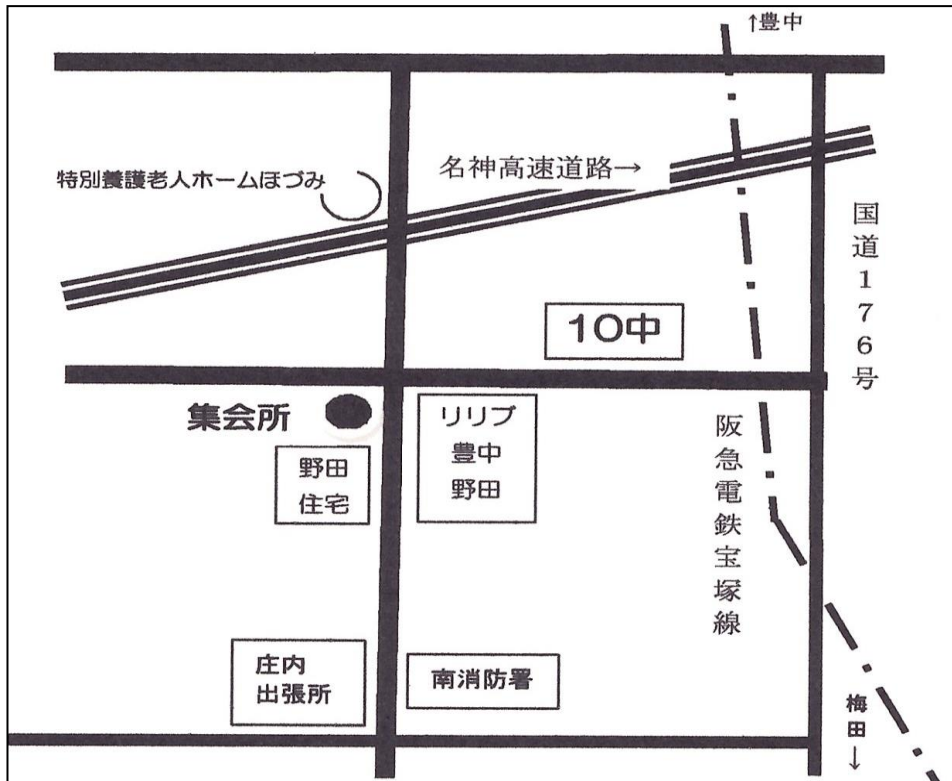 ↑豊中
特別養護老人ホームほづみ
名神高速道路→
国道176号
10中
集会所
リリブ
豊中
野田
野田
住宅
阪急電鉄宝塚線
庄内
出張所
南消防署
梅田↓